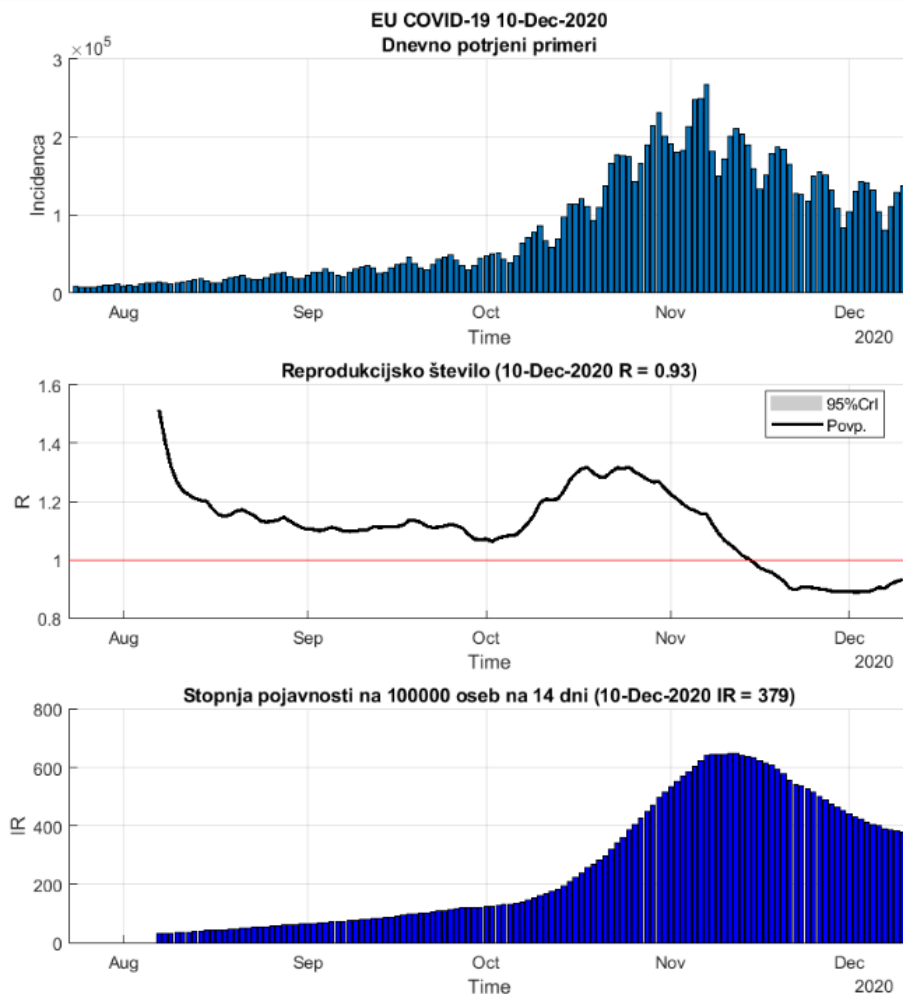 EU COVID-19 10-Dec-2020
Dnevno potrjeni primeri
×10⁵
3
2
1
0
Incidenca
Aug Sep Oct Nov Dec
Time
2020
Reprodukcijsko število (10-Dec-2020 R = 0.93)
1.6
1.4
1.2
1
0.8
R
95%CrI
Povp.
Aug Sep Oct Nov Dec
Time
2020
Stopnja pojavnosti na 100000 oseb na 14 dni (10-Dec-2020 IR = 379)
800
600
400
200
0
IR
Aug Sep Oct Nov Dec
Time
2020